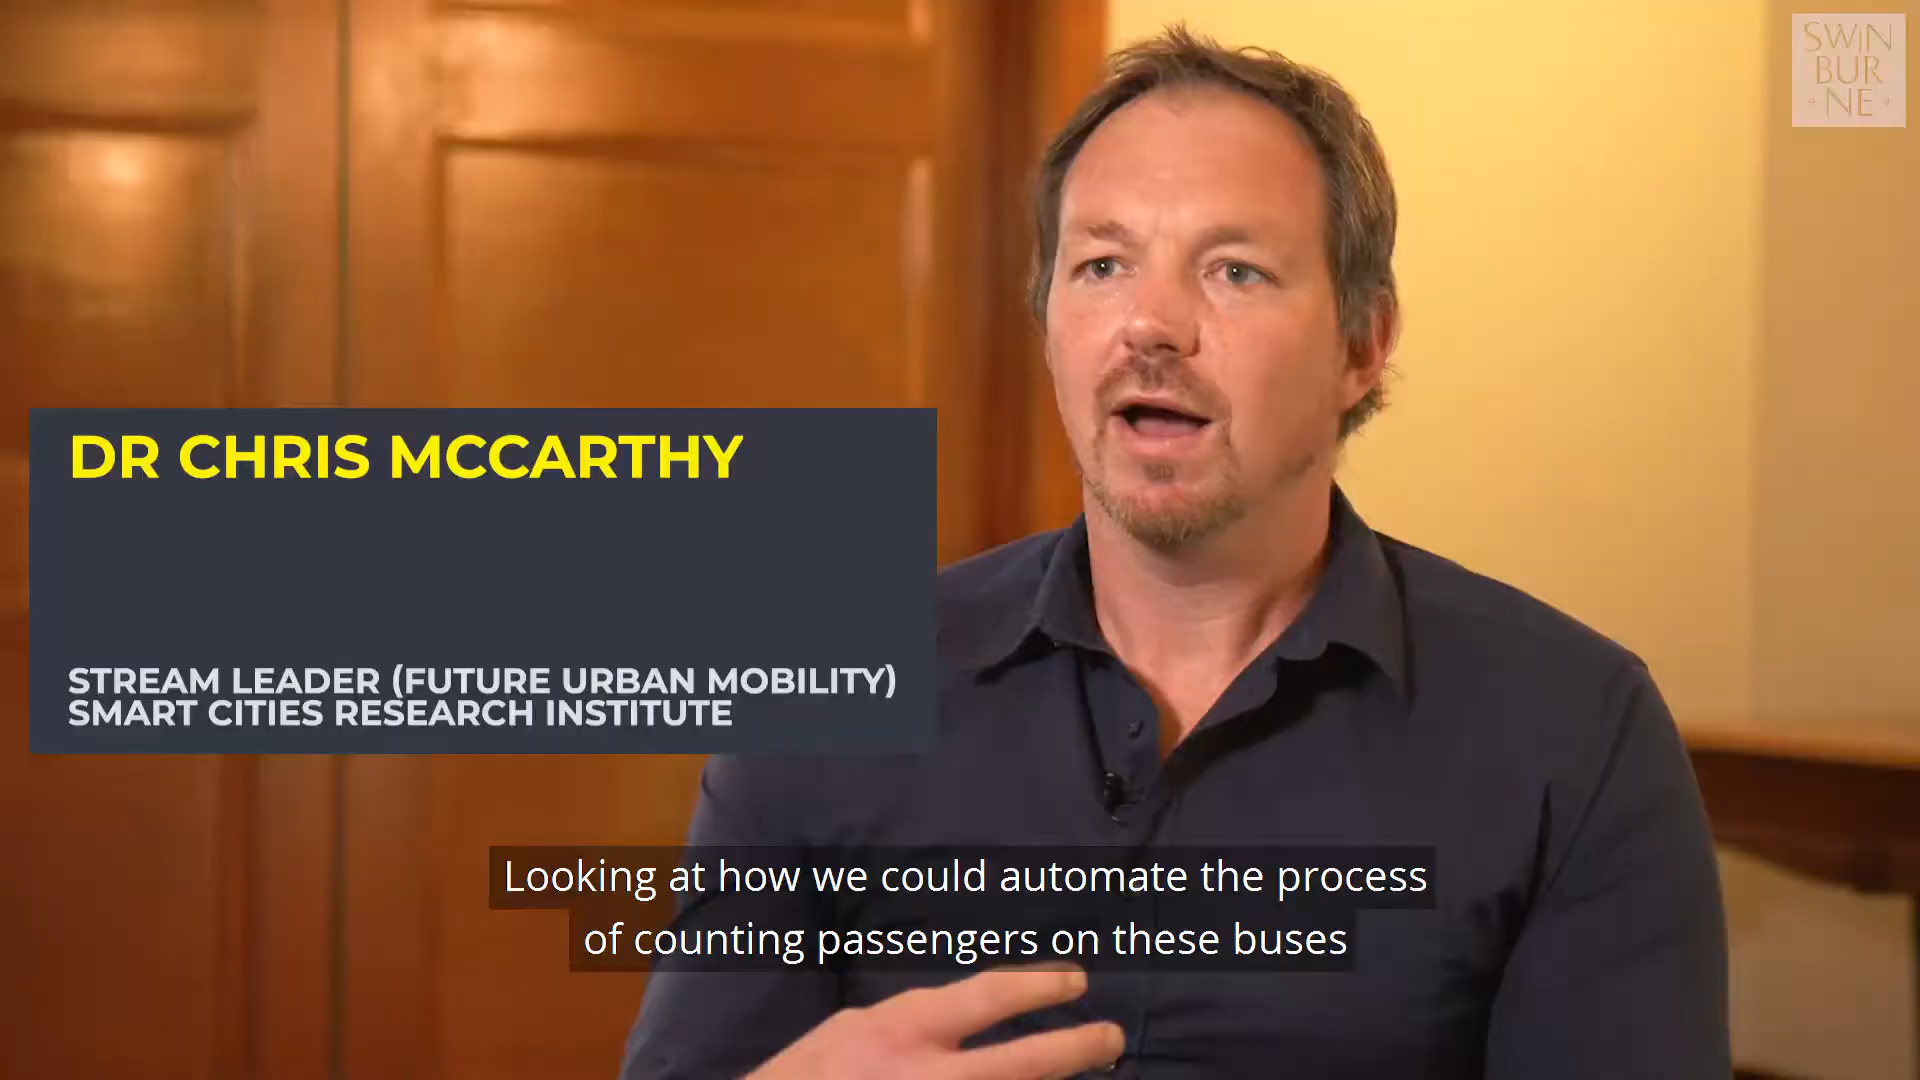 SWIN
BUR
NE
DR CHRIS MCCARTHY
STREAM LEADER (FUTURE URBAN MOBILITY)
SMART CITIES RESEARCH INSTITUTE
Looking at how we could automate the process
of counting passengers on these buses